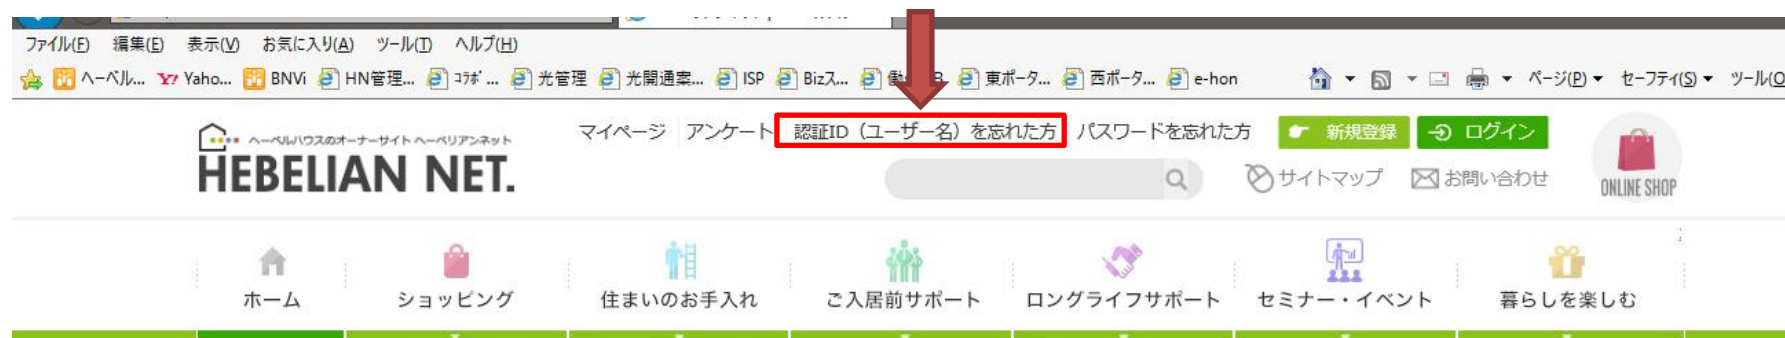 ファイル(F) 編集(E) 表示(V) お気に入り(A) ツール(T) ヘルプ(H)
ヘーベル... Yaho... BNVi HN管理... コラボ ... 光管理 光開通案... ISP Bizス... 東ポータ... 西ポータ... e-hon ページ(P) セーフティ(S) ツール(O
マイページ アンケート 認証ID（ユーザー名）を忘れた方 パスワードを忘れた方 新規登録 ログイン
ヘーベルハウスのオーナーサイト ヘーベリアンネット
HEBELIAN NET.
サイトマップ お問い合わせ ONLINE SHOP
ホーム ショッピング 住まいのお手入れ ご入居前サポート ロングライフサポート セミナー・イベント 暮らしを楽しむ